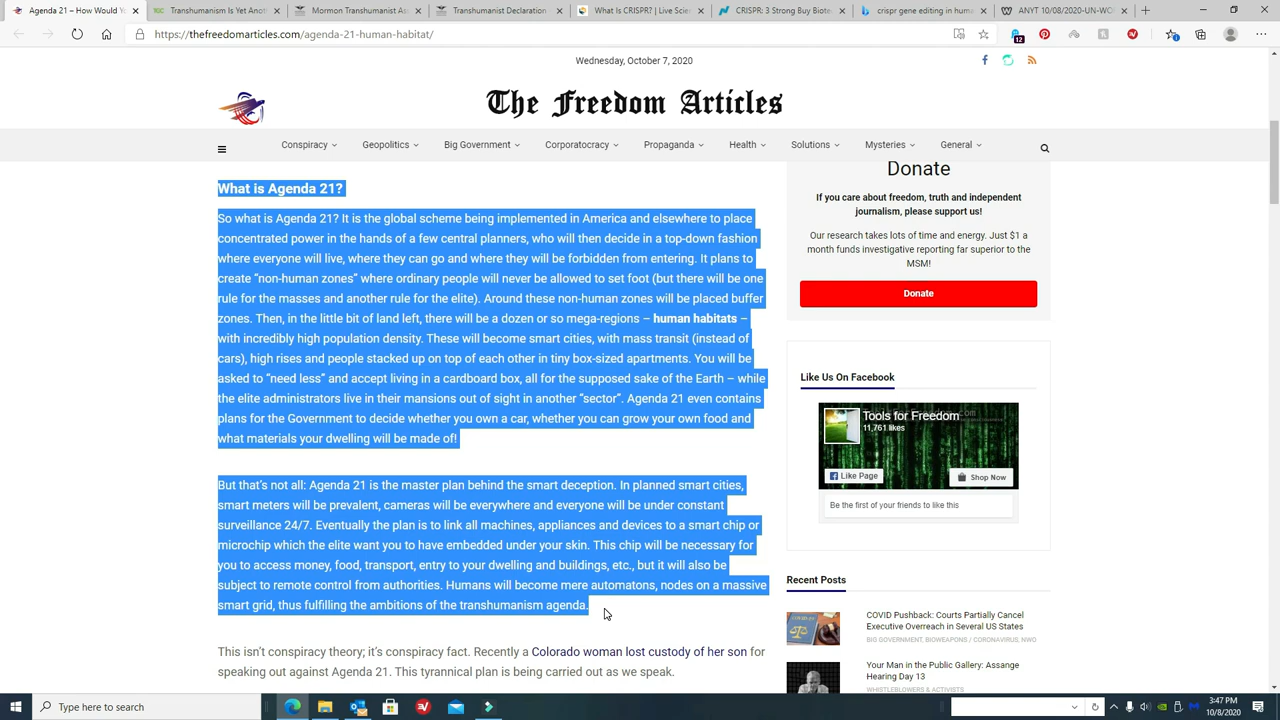 Agenda 21 – How Would Yo
Transhumanism Is Yet Anot
Mormon Transhumanist As
Transhumanist Declaration
What Is CRISPR? | Live Scien
CRISPR: 3 Strong Buy Biote
crispr gene editing in huma
ANYT 10/08/2020-UN-WO
https://thefreedomarticles.com/agenda-21-human-habitat/
12
Wednesday, October 7, 2020
The Freedom Articles
Conspiracy
Geopolitics
Big Government
Corporatocracy
Propaganda
Health
Solutions
Mysteries
General
What is Agenda 21?
So what is Agenda 21? It is the global scheme being implemented in America and elsewhere to place
concentrated power in the hands of a few central planners, who will then decide in a top-down fashion
where everyone will live, where they can go and where they will be forbidden from entering. It plans to
create “non-human zones” where ordinary people will never be allowed to set foot (but there will be one
rule for the masses and another rule for the elite). Around these non-human zones will be placed buffer
zones. Then, in the little bit of land left, there will be a dozen or so mega-regions – human habitats –
with incredibly high population density. These will become smart cities, with mass transit (instead of
cars), high rises and people stacked up on top of each other in tiny box-sized apartments. You will be
asked to “need less” and accept living in a cardboard box, all for the supposed sake of the Earth – while
the elite administrators live in their mansions out of sight in another “sector”. Agenda 21 even contains
plans for the Government to decide whether you own a car, whether you can grow your own food and
what materials your dwelling will be made of!
But that’s not all: Agenda 21 is the master plan behind the smart deception. In planned smart cities,
smart meters will be prevalent, cameras will be everywhere and everyone will be under constant
surveillance 24/7. Eventually the plan is to link all machines, appliances and devices to a smart chip or
microchip which the elite want you to have embedded under your skin. This chip will be necessary for
you to access money, food, transport, entry to your dwelling and buildings, etc., but it will also be
subject to remote control from authorities. Humans will become mere automatons, nodes on a massive
smart grid, thus fulfilling the ambitions of the transhumanism agenda.
This isn’t conspiracy theory; it’s conspiracy fact. Recently a Colorado woman lost custody of her son for
speaking out against Agenda 21. This tyrannical plan is being carried out as we speak.
Donate
If you care about freedom, truth and independent
journalism, please support us!
Our research takes lots of time and energy. Just $1 a
month funds investigative reporting far superior to the
MSM!
Donate
Like Us On Facebook
Tools for Freedom
11,761 likes
Like Page
Shop Now
Be the first of your friends to like this
Recent Posts
COVID Pushback: Courts Partially Cancel
Executive Overreach in Several US States
BIG GOVERNMENT, BIOWEAPONS / CORONAVIRUS, NWO
Your Man in the Public Gallery: Assange
Hearing Day 13
WHISTLEBLOWERS & ACTIVISTS
Type here to search
3:47 PM
10/8/2020